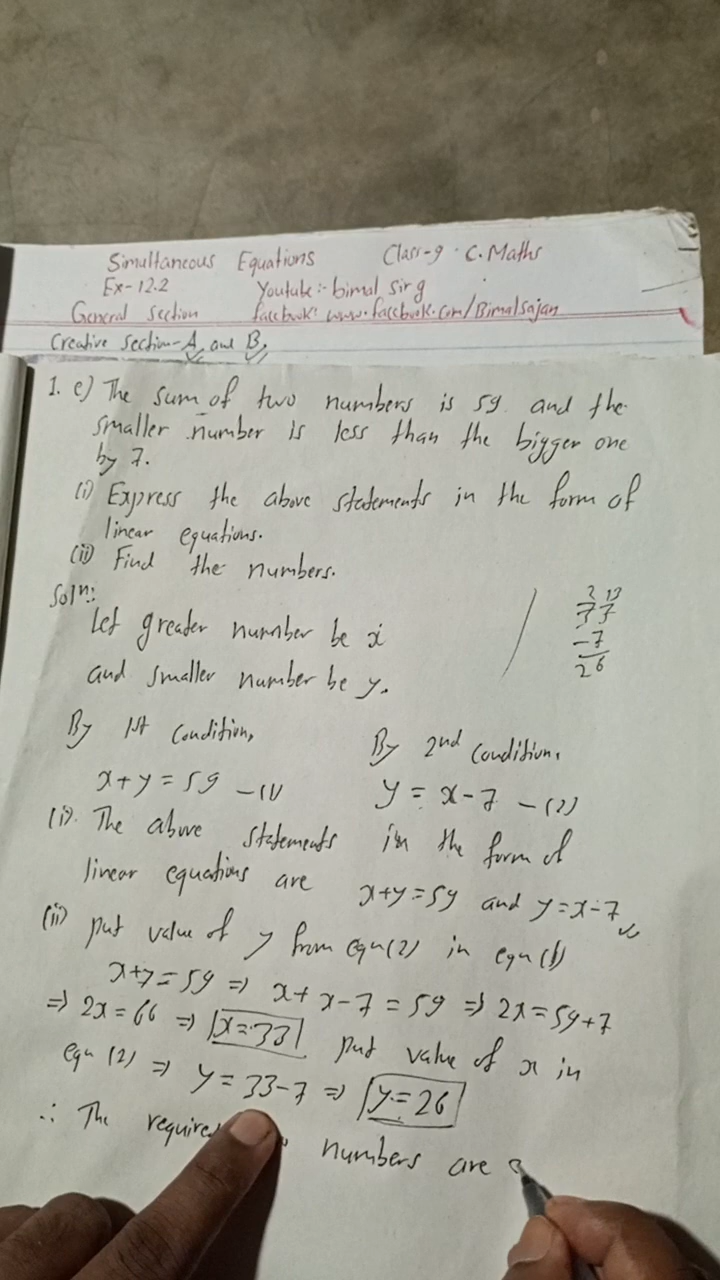 Simultaneous Equations Class-9 C. Maths
Ex-12.2 Youtube:- bimal sir g
General section facebook: www.facebook.com/Bimalsajan
Creative section-A, and B,
1. e) The sum of two numbers is 59 and the
smaller number is less than the bigger one
by 7.
(i) Express the above statements in the form of
linear equations.
(ii) Find the numbers.
Soln:
Let greater number be x
and smaller number be y.
2 13
33
-7
26
By 1st condition,
x+y=59 -(1)
By 2nd condition,
y=x-7 -(2)
(i). The above statements in the form of
linear equations are x+y=59 and y=x-7
(ii) put value of y from eqn(2) in eqn(1)
x+y=59 => x+x-7=59 => 2x=59+7
=> 2x=66 => x=33 put value of x in
eqn (2) => y=33-7 => y=26
∴ The numbers are